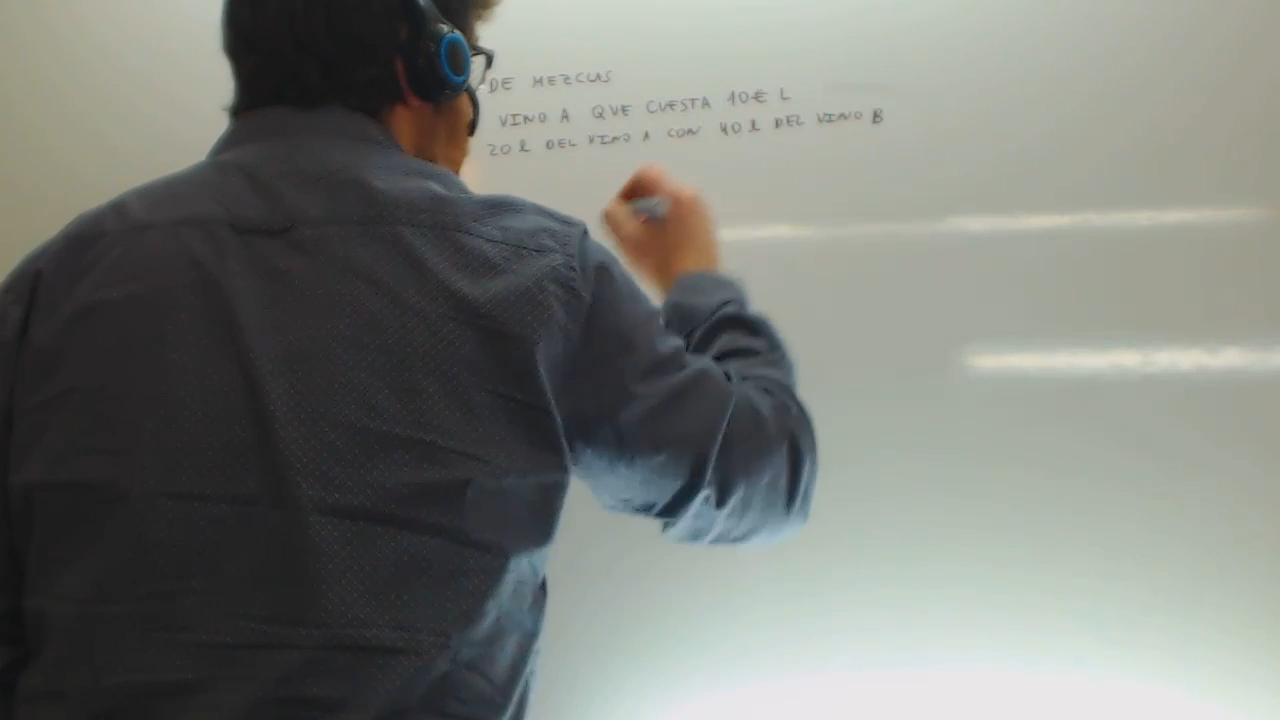 DE MEZCLAS
VINO A QUE CUESTA 10€ L
20 l DEL VINO A CON 40 l DEL VINO B